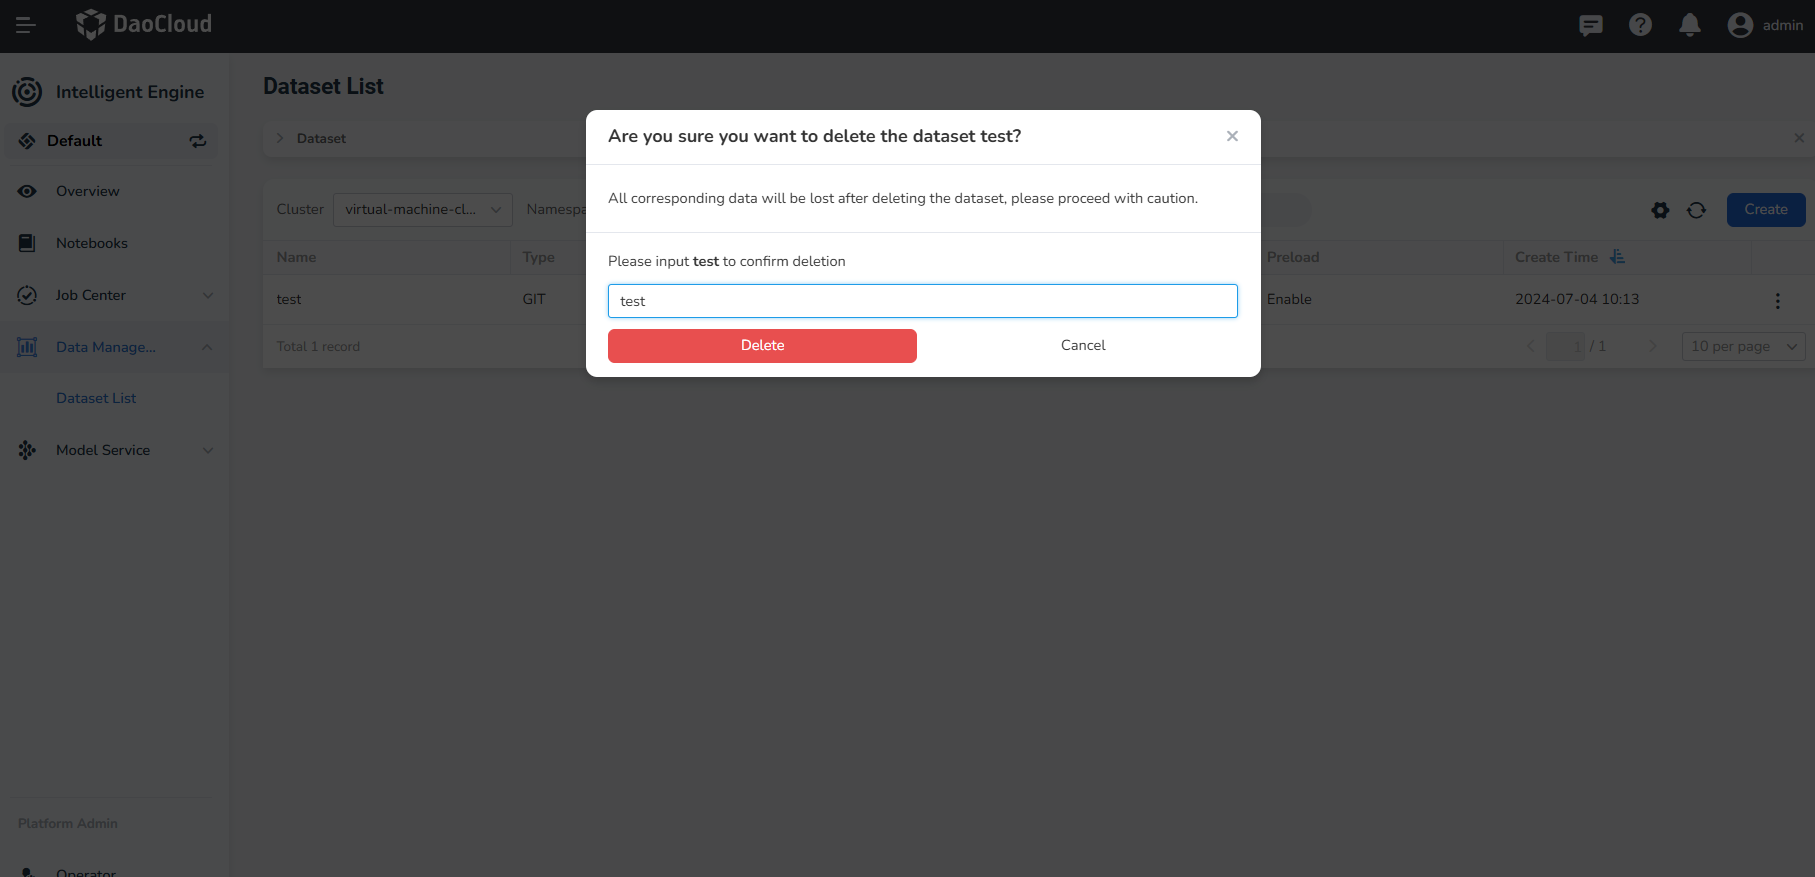 DaoCloud
admin
Intelligent Engine
Default
Overview
Notebooks
Job Center
Data Manage...
Dataset List
Model Service
Platform Admin
Operator
Dataset List
Dataset
Cluster virtual-machine-cl... Namespa
Create
Name Type Preload Create Time
test GIT Enable 2024-07-04 10:13
Total 1 record 1 / 1 10 per page
Are you sure you want to delete the dataset test?
All corresponding data will be lost after deleting the dataset, please proceed with caution.
Please input test to confirm deletion
test
Delete Cancel